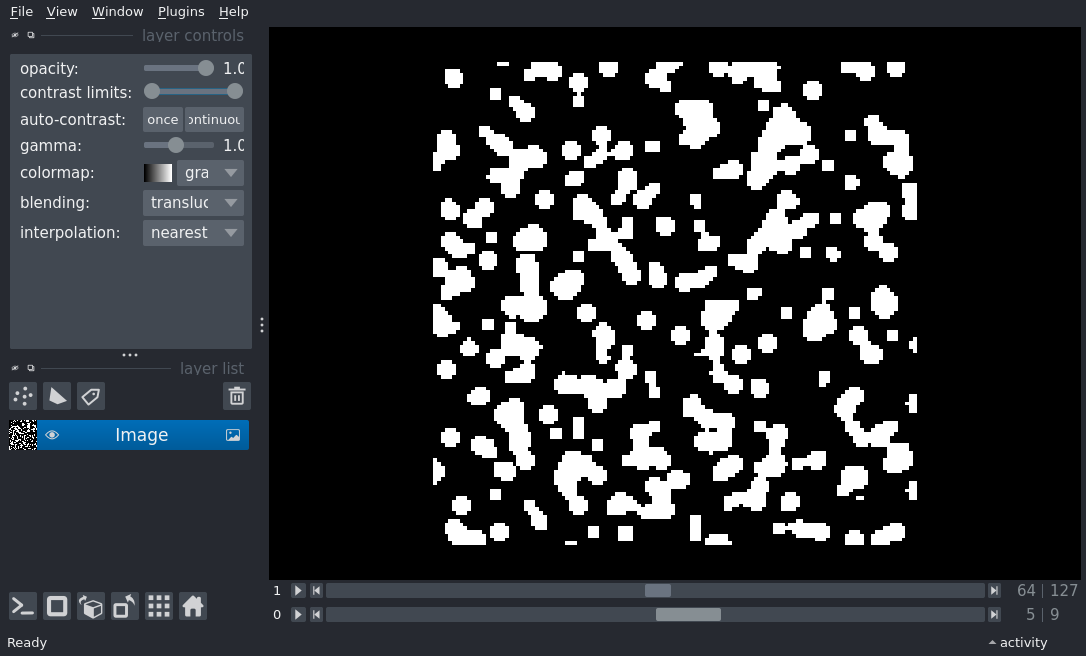 File View Window Plugins Help
layer controls
opacity: 1.0
contrast limits:
auto-contrast: once ontinuou
gamma: 1.0
colormap: gra
blending: transluc
interpolation: nearest
layer list
Image
1 64 | 127
0 5 | 9
Ready activity